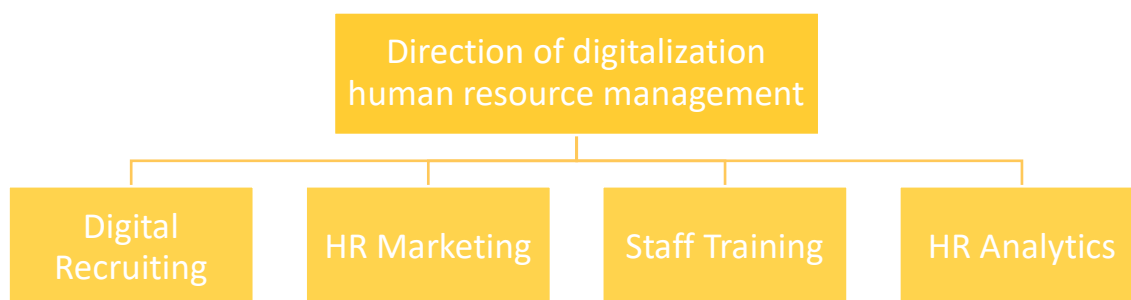 Direction of digitalization
human resource management
Digital
Recruiting
HR Marketing
Staff Training
HR Analytics